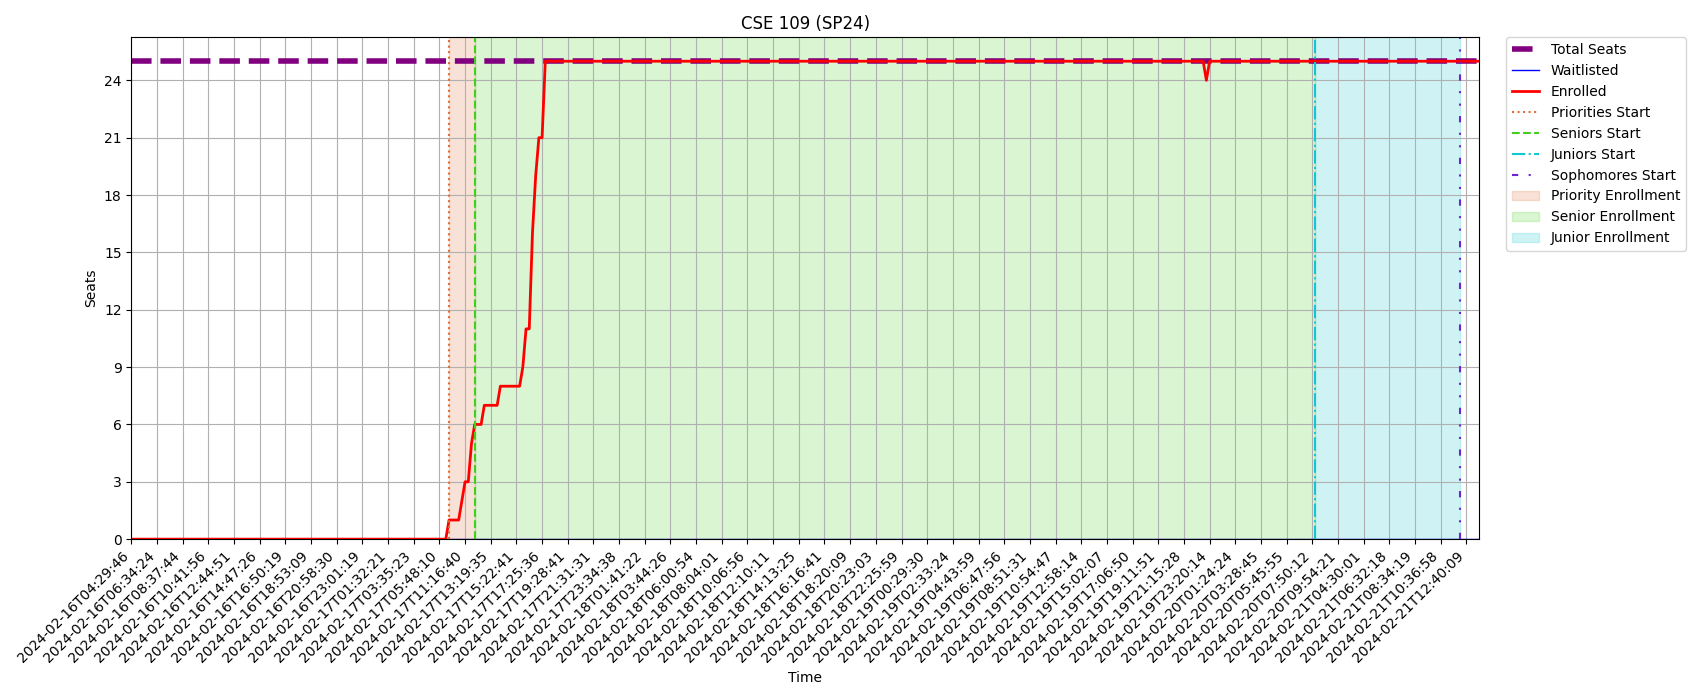 CSE 109 (SP24)
Total Seats
Waitlisted
Enrolled
Priorities Start
Seniors Start
Juniors Start
Sophomores Start
Priority Enrollment
Senior Enrollment
Junior Enrollment
Seats
24
21
18
15
12
9
6
3
0
2024-02-16T04:29:46
2024-02-16T06:34:24
2024-02-16T08:37:44
2024-02-16T10:41:56
2024-02-16T12:44:51
2024-02-16T14:47:26
2024-02-16T16:50:19
2024-02-16T18:53:09
2024-02-16T20:58:30
2024-02-16T23:01:19
2024-02-17T01:32:21
2024-02-17T03:35:23
2024-02-17T05:48:10
2024-02-17T11:16:40
2024-02-17T13:19:35
2024-02-17T15:22:41
2024-02-17T17:25:36
2024-02-17T19:28:41
2024-02-17T21:31:31
2024-02-17T23:34:38
2024-02-18T01:41:22
2024-02-18T03:44:26
2024-02-18T06:00:54
2024-02-18T08:04:01
2024-02-18T10:06:56
2024-02-18T12:10:11
2024-02-18T14:13:25
2024-02-18T16:16:41
2024-02-18T18:20:09
2024-02-18T20:23:03
2024-02-18T22:25:59
2024-02-19T00:29:30
2024-02-19T02:33:24
2024-02-19T04:43:59
2024-02-19T06:47:56
2024-02-19T08:51:31
2024-02-19T10:54:47
2024-02-19T12:58:14
2024-02-19T15:02:07
2024-02-19T17:06:50
2024-02-19T19:11:51
2024-02-19T21:15:28
2024-02-19T23:20:14
2024-02-20T01:24:24
2024-02-20T03:28:45
2024-02-20T05:45:55
2024-02-20T07:50:12
2024-02-20T09:54:21
2024-02-21T04:30:01
2024-02-21T06:32:18
2024-02-21T08:34:19
2024-02-21T10:36:58
2024-02-21T12:40:09
Time